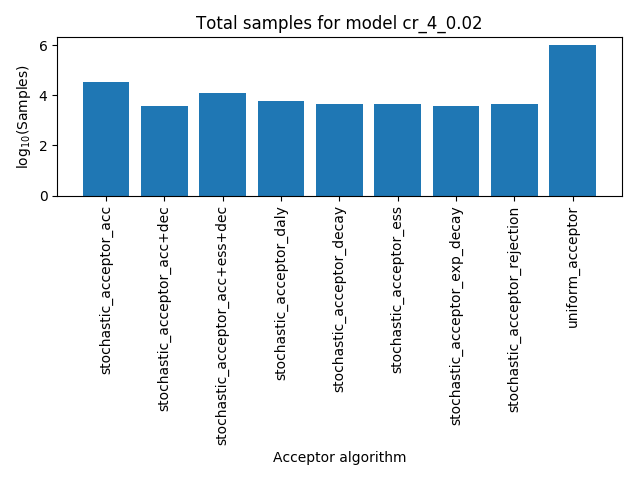 Total samples for model cr_4_0.02
6
4
2
0
log10(Samples)
stochastic_acceptor_acc
stochastic_acceptor_acc+dec
stochastic_acceptor_acc+ess+dec
stochastic_acceptor_daly
stochastic_acceptor_decay
stochastic_acceptor_ess
stochastic_acceptor_exp_decay
stochastic_acceptor_rejection
uniform_acceptor
Acceptor algorithm